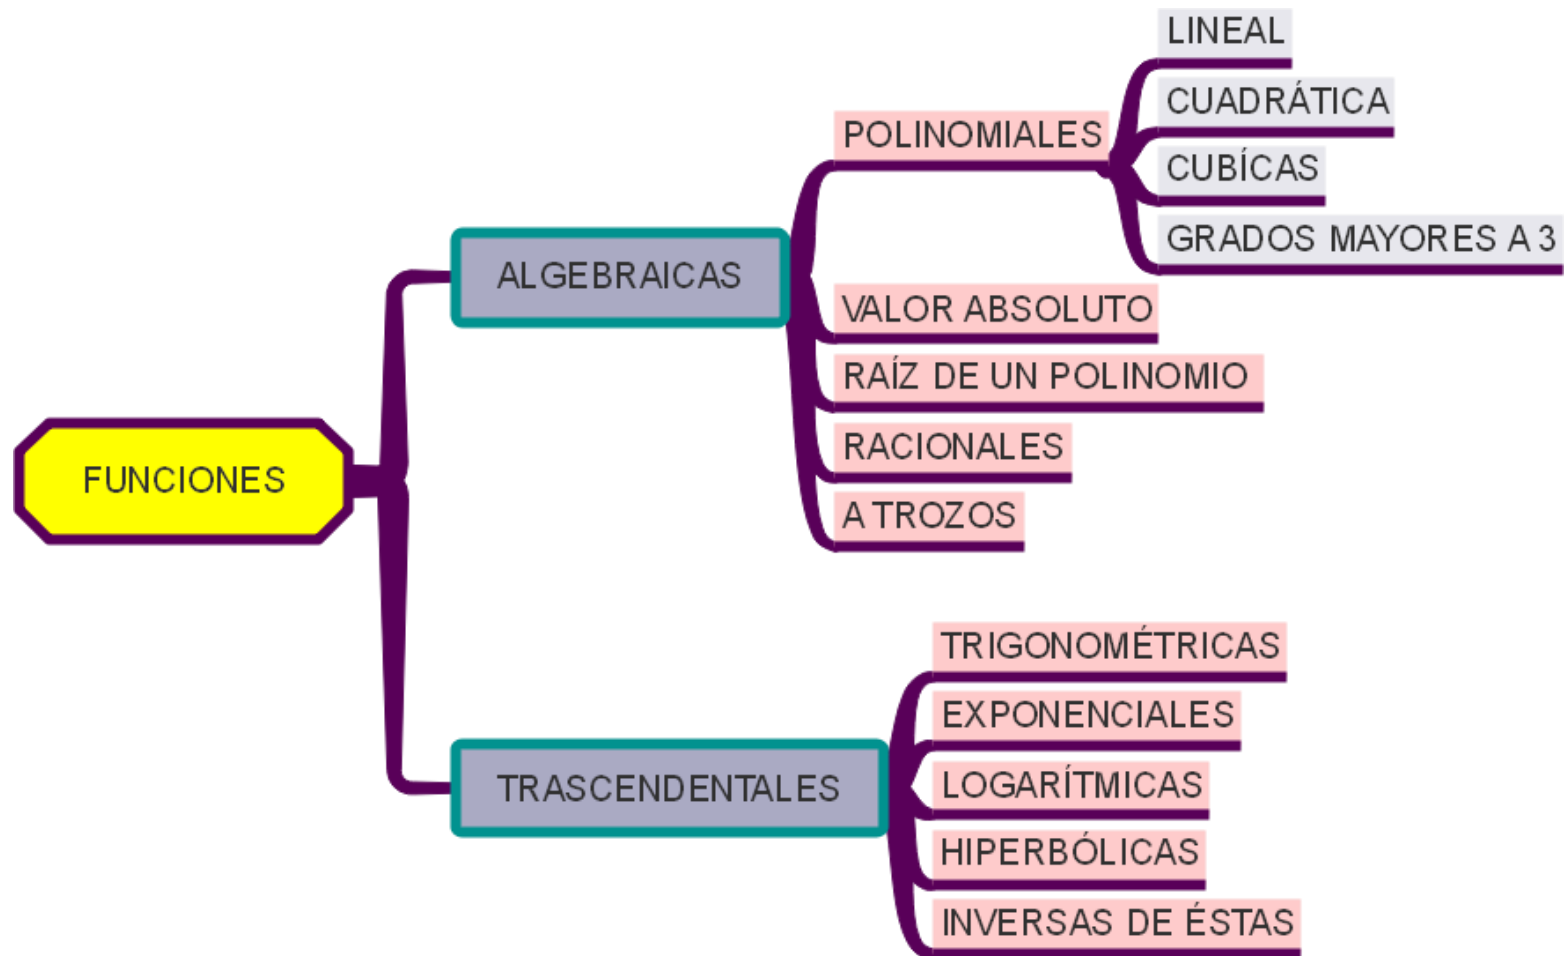 FUNCIONES
ALGEBRAICAS
POLINOMIALES
LINEAL
CUADRÁTICA
CUBÍCAS
GRADOS MAYORES A 3
VALOR ABSOLUTO
RAÍZ DE UN POLINOMIO
RACIONALES
A TROZOS
TRASCENDENTALES
TRIGONOMÉTRICAS
EXPONENCIALES
LOGARÍTMICAS
HIPERBÓLICAS
INVERSAS DE ÉSTAS